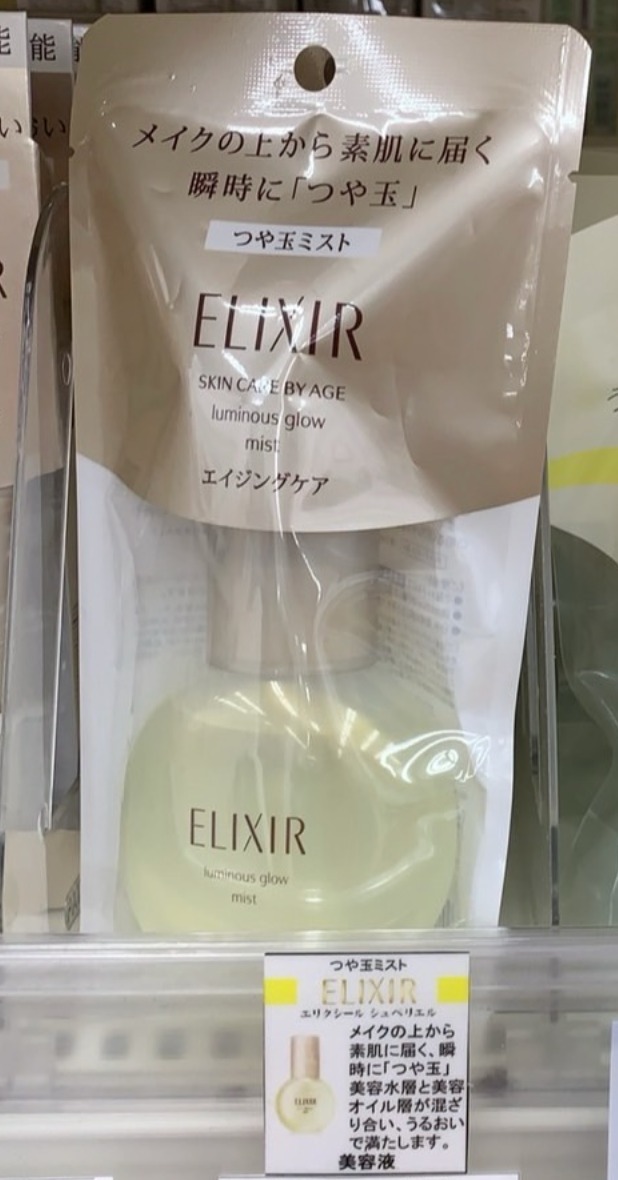 能
能
い
い
メイクの上から素肌に届く
瞬時に「つや玉」
つや玉ミスト
ELIXIR
SKIN CARE BY AGE
luminous glow
mist
エイジングケア
ELIXIR
luminous glow
mist
つや玉ミスト
ELIXIR
エリクシール シュペリエル
メイクの上から
素肌に届く、瞬
時に「つや玉」
美容水層と美容
オイル層が混ざ
り合い、うるおい
で満たします。
美容液
ELIXIR